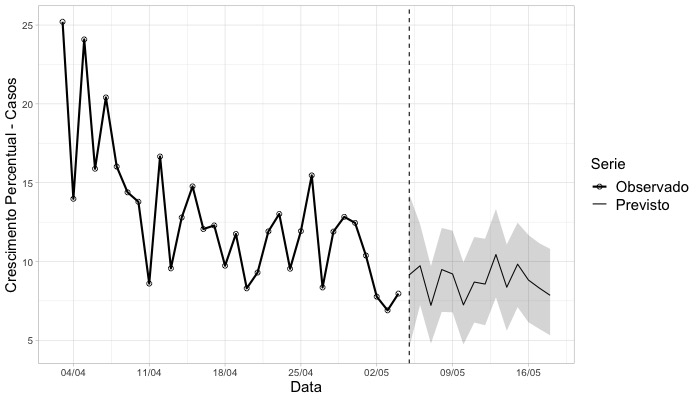 Crescimento Percentual - Casos
25
20
15
10
5
04/04
11/04
18/04
25/04
02/05
09/05
16/05
Data
Serie
Observado
Previsto